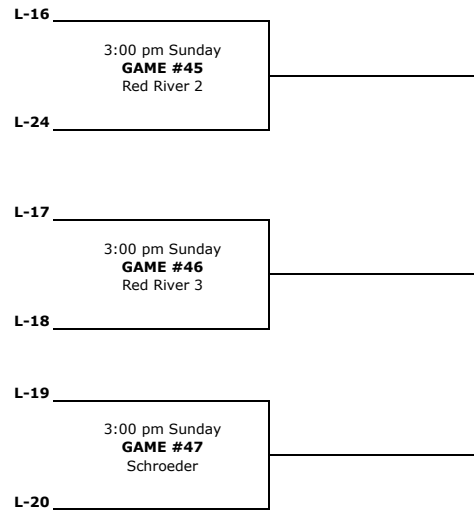 L-16
3:00 pm Sunday
GAME #45
Red River 2
L-24
L-17
3:00 pm Sunday
GAME #46
Red River 3
L-18
L-19
3:00 pm Sunday
GAME #47
Schroeder
L-20